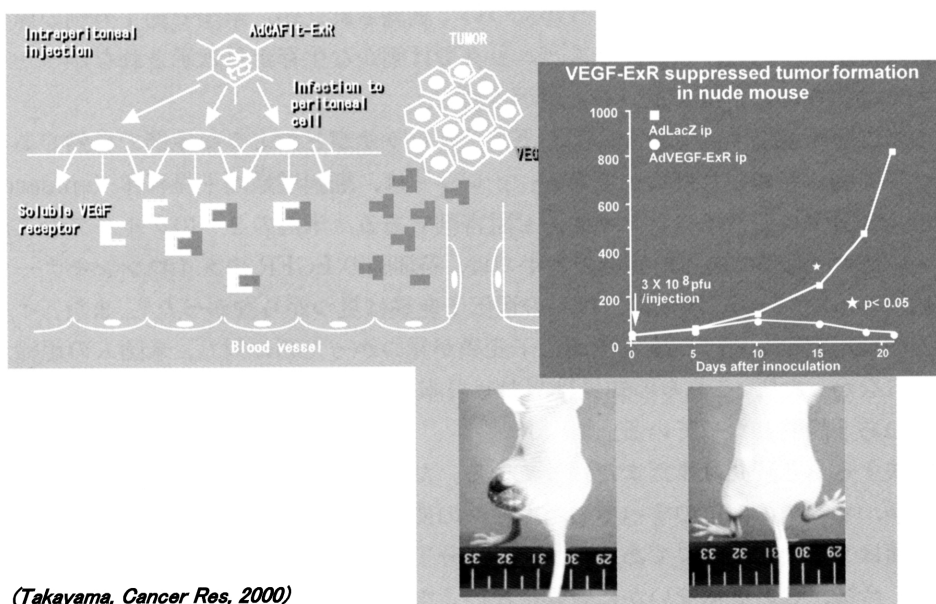 Intraperitoneal
injection
AdCAFlt-ExR
TUMOR
Infection to
peritoneal
cell
VEG
Soluble VEGF
receptor
Blood vessel
VEGF-ExR suppressed tumor formation
in nude mouse
1000
800
600
400
200
0
AdLacZ ip
AdVEGF-ExR ip
3 X 10⁸ pfu
/injection
★ p< 0.05
0 5 10 15 20
Days after innoculation
33 32 31 30 29
33 32 31 30 29
(Takayama, Cancer Res, 2000)